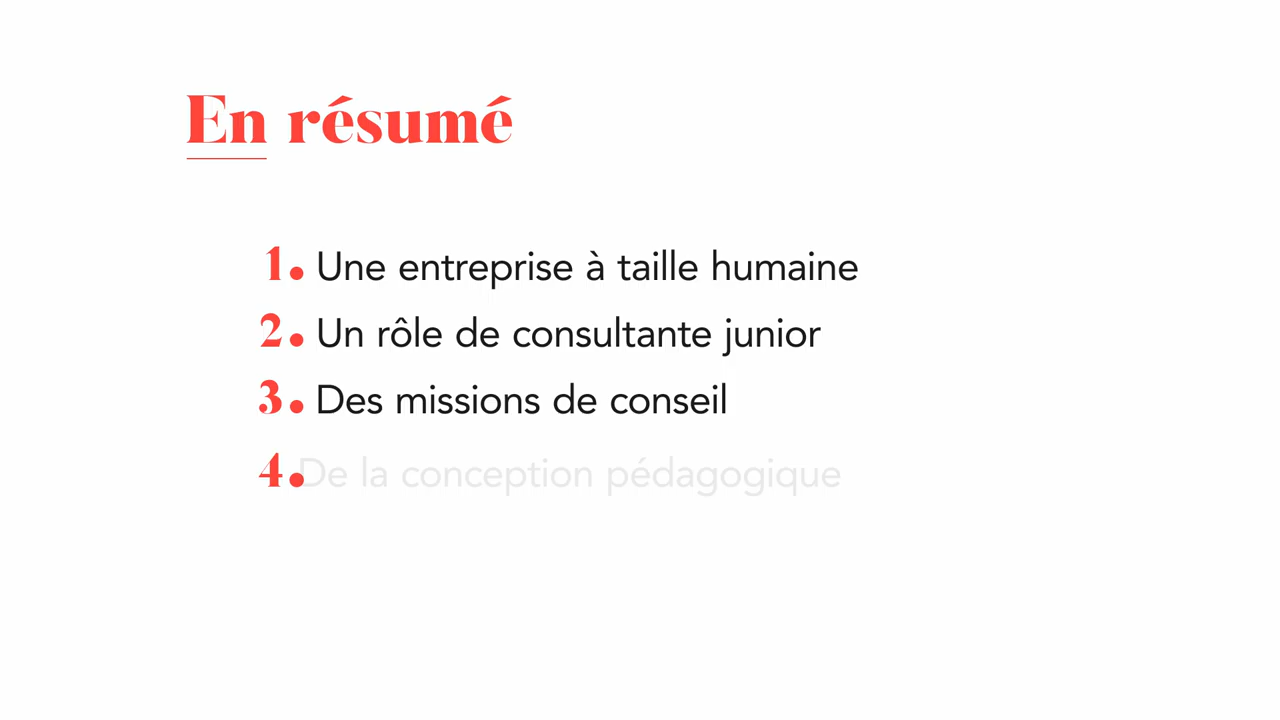 En résumé
1. Une entreprise à taille humaine
2. Un rôle de consultante junior
3. Des missions de conseil
4. De la conception pédagogique